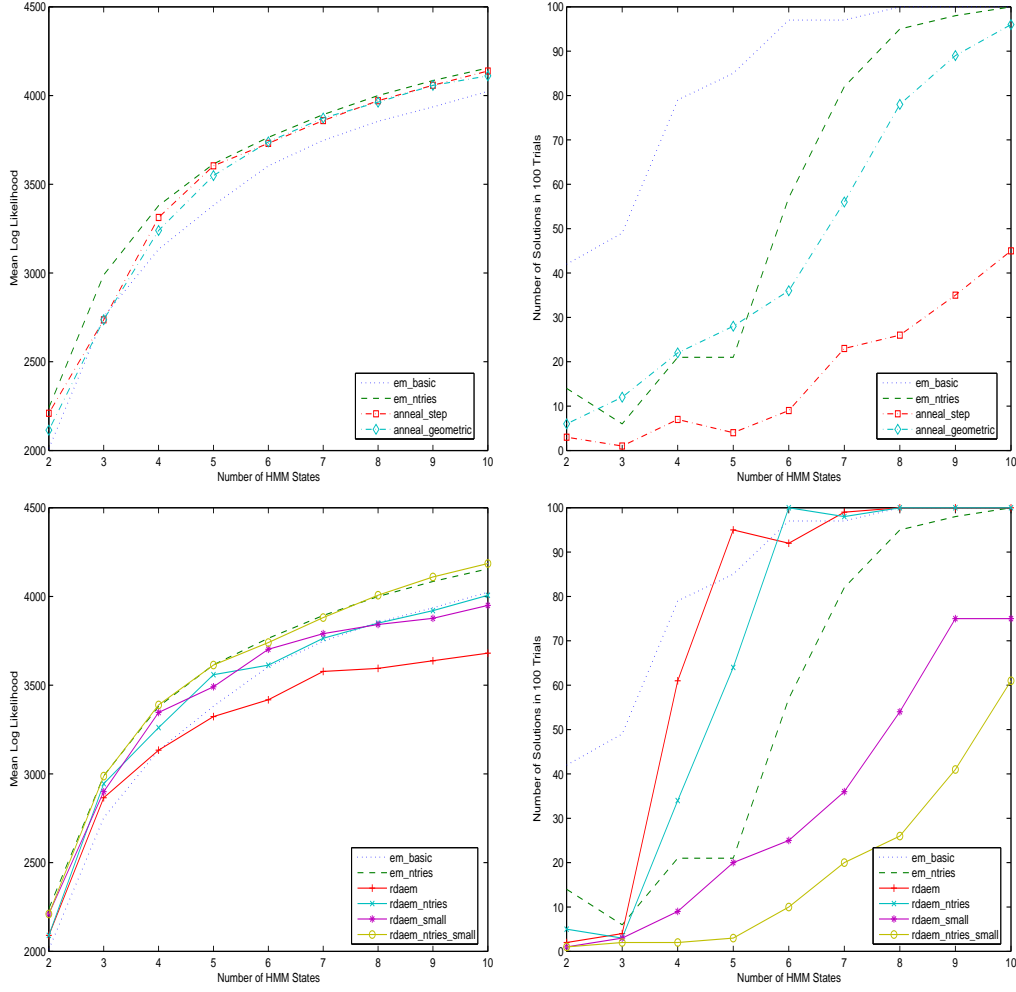 4500
4000
3500
3000
2500
2000
Mean Log Likelihood
2 3 4 5 6 7 8 9 10
Number of HMM States
em_basic
em_ntries
anneal_step
anneal_geometric
100
90
80
70
60
50
40
30
20
10
0
Number of Solutions in 100 Trials
2 3 4 5 6 7 8 9 10
Number of HMM States
em_basic
em_ntries
anneal_step
anneal_geometric
4500
4000
3500
3000
2500
2000
Mean Log Likelihood
2 3 4 5 6 7 8 9 10
Number of HMM States
em_basic
em_ntries
rdaem
rdaem_ntries
rdaem_small
rdaem_ntries_small
100
90
80
70
60
50
40
30
20
10
0
Number of Solutions in 100 Trials
2 3 4 5 6 7 8 9 10
Number of HMM States
em_basic
em_ntries
rdaem
rdaem_ntries
rdaem_small
rdaem_ntries_small